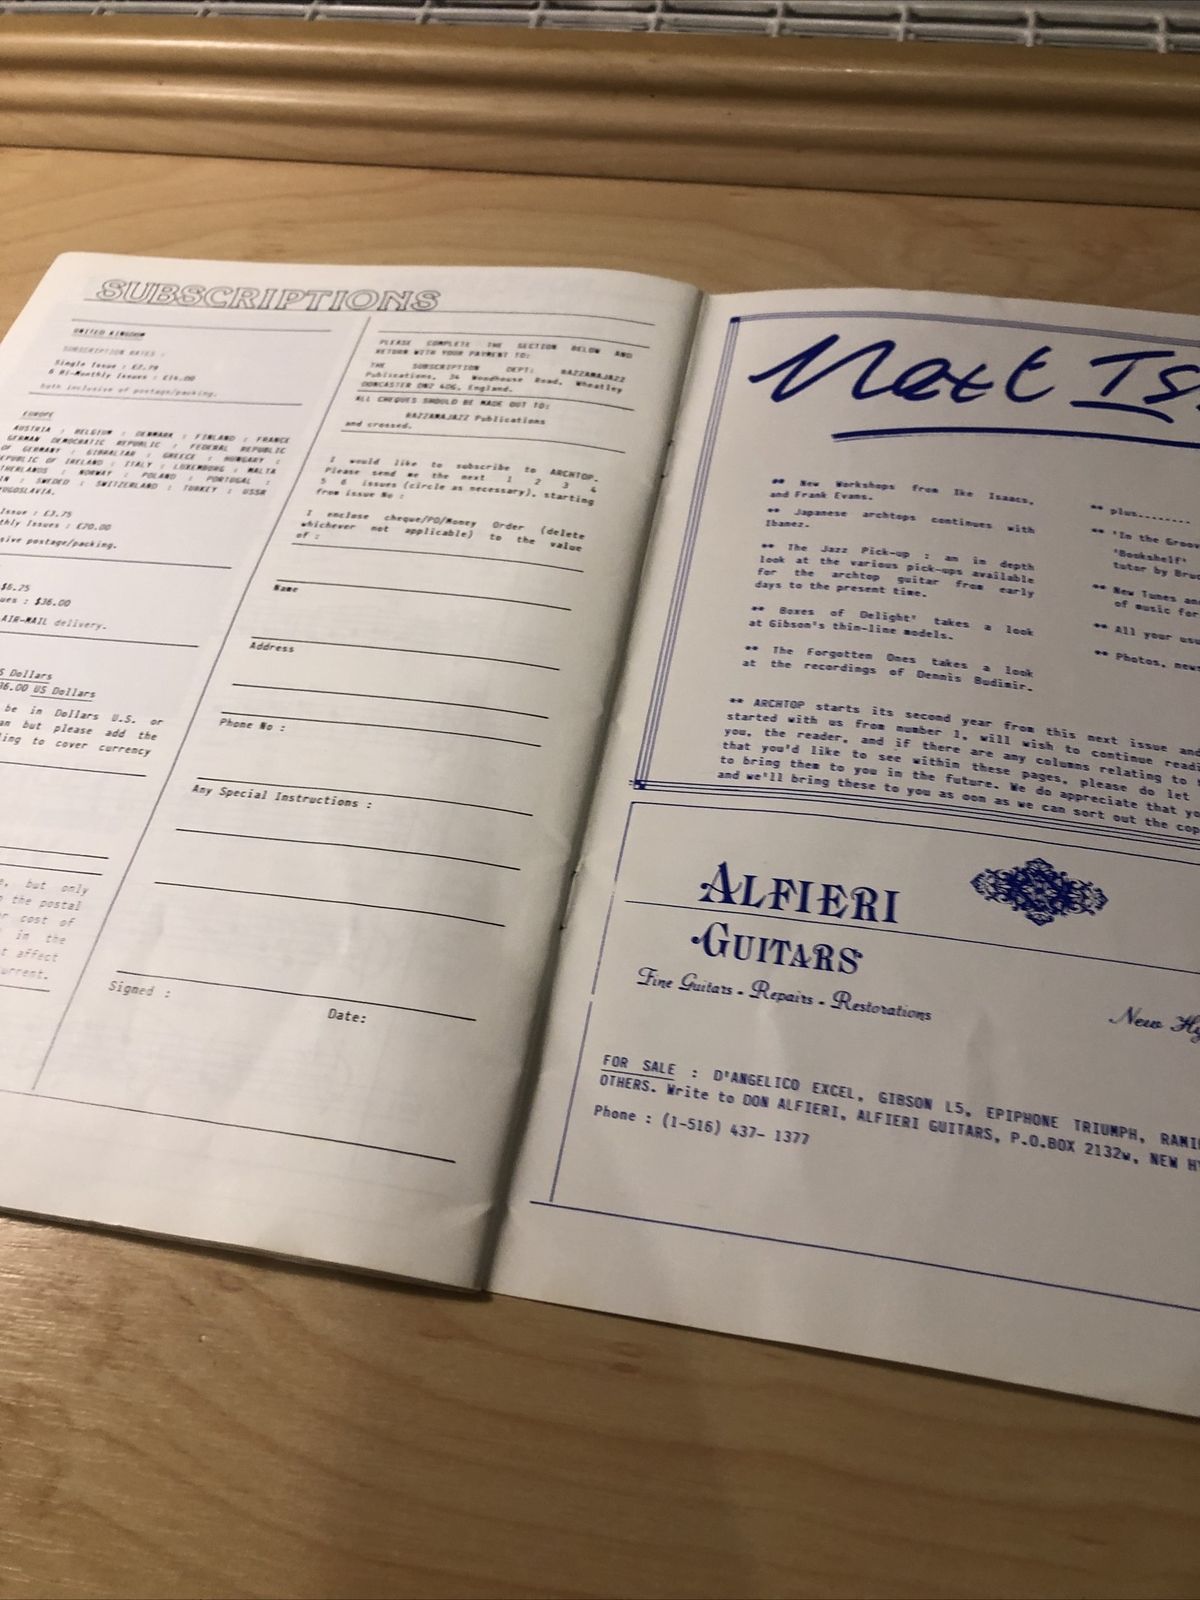 SUBSCRIPTIONS
UNITED KINGDOM
SUBSCRIPTION RATES :
Single Issue : £2.79
6 Bi-Monthly Issues : £14.00
both inclusive of postage/packing.
EUROPE
AUSTRIA : BELGIUM : DENMARK : FINLAND : FRANCE
GERMAN DEMOCRATIC REPUBLIC : FEDERAL REPUBLIC
OF GERMANY : GIBRALTAR : GREECE : HUNGARY :
EPUBLIC OF IRELAND : ITALY : LUXEMBURG : MALTA
THERLANDS : NORWAY : POLAND : PORTUGAL :
IN : SWEDED : SWITZERLAND : TURKEY : USSR
YUGOSLAVIA.
Issue : £3.75
thly Issues : £20.00
sive postage/packing.
$6.25
ues : $36.00
AIR-MAIL delivery.
S Dollars
36.00 US Dollars
be in Dollars U.S. or
an but please add the
ling to cover currency
e, but only
the postal
r cost of
in the
t affect
urrent.
PLEASE COMPLETE THE SECTION BELOW AND
RETURN WITH YOUR PAYMENT TO:
THE SUBSCRIPTION DEPT: RAZZAMAJAZZ
Publications, 34 Woodhouse Road, Wheatley
DONCASTER DN2 4DG, England.
ALL CHEQUES SHOULD BE MADE OUT TO:
RAZZAMAJAZZ Publications
and crossed.
I would like to subscribe to ARCHTOP.
Please send me the next 1 2 3 4
5 6 issues (circle as necessary), starting
from issue No :
I enclose cheque/PO/Money Order (delete
whichever not applicable) to the value
of :
Name
Address
Phone No :
Any Special Instructions :
Signed :
Date:
Next Is
** New Workshops from Ike Isaacs,
and Frank Evans.
** Japanese archtops continues with
Ibanez.
** The Jazz Pick-up : an in depth
look at the various pick-ups available
for the archtop guitar from early
days to the present time.
** Boxes of Delight' takes a look
at Gibson's thin-line models.
** The Forgotten Ones takes a look
at the recordings of Dennis Budimir.
** plus........
** 'In the Groov
'Bookshelf'
tutor by Bruc
** New Tunes and
of music for
** All your usu
** Photos, news
** ARCHTOP starts its second year from this next issue and
started with us from number 1, will wish to continue readi
you, the reader, and if there are any columns relating to
that you'd like to see within these pages, please do let
to bring them to you in the future. We do appreciate that yo
and we'll bring these to you as oon as we can sort out the cop
ALFIERI
GUITARS
Fine Guitars - Repairs - Restorations
New Hy
FOR SALE : D'ANGELICO EXCEL, GIBSON L5, EPIPHONE TRIUMPH, RAMI
OTHERS. Write to DON ALFIERI, ALFIERI GUITARS, P.O.BOX 2132w, NEW HY
Phone : (1-516) 437- 1377